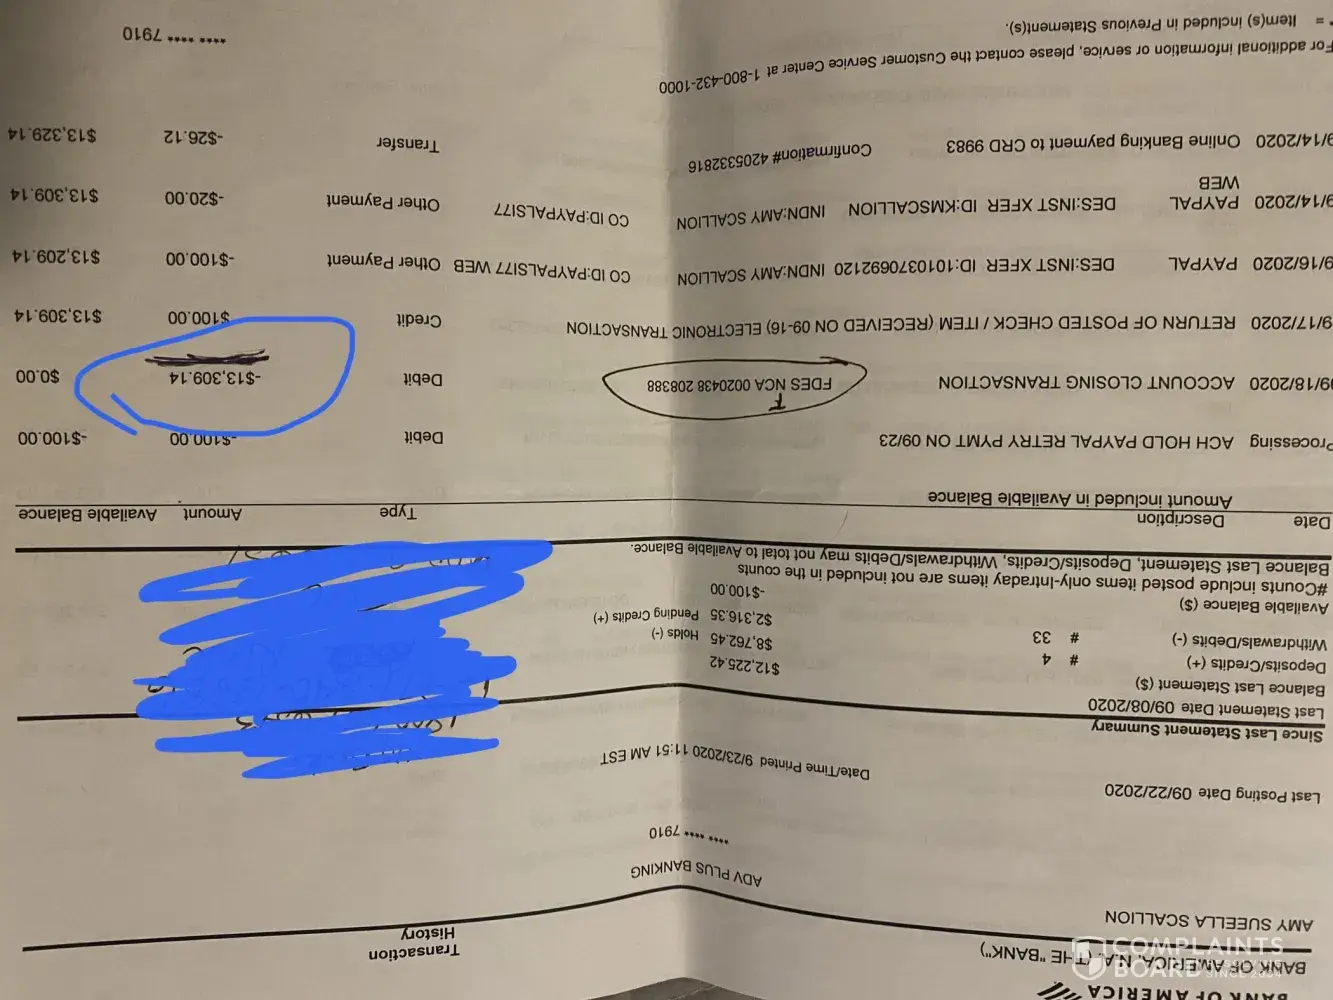 BANK OF AMERICA
BANK OF AMERICA, N.A. (THE "BANK")
Transaction
History
AMY SUEELLA SCALLION
ADV PLUS BANKING
**** **** 7910
Last Posting Date 09/22/2020
Date/Time Printed 9/23/2020 11:51 AM EST
Since Last Statement Summary
Last Statement Date 09/08/2020
Balance Last Statement ($) $12,225.42
Deposits/Credits (+) # 4 $8,762.45 Holds (-)
Withdrawals/Debits (-) # 33 $2,316.35 Pending Credits (+)
Available Balance ($) -$100.00
#Counts include posted items only-Intraday items are not included in the counts
Balance Last Statement, Deposits/Credits, Withdrawals/Debits may not total to Available Balance.
Date Description Type Amount Available Balance
Amount included in Available Balance
Processing ACH HOLD PAYPAL RETRY PYMT ON 09/23 Debit -$100.00 -$100.00
09/18/2020 ACCOUNT CLOSING TRANSACTION FDES NCA 0020438 208388 Debit -$13,309.14 $0.00
9/17/2020 RETURN OF POSTED CHECK / ITEM (RECEIVED ON 09-16) ELECTRONIC TRANSACTION Credit $100.00 $13,309.14
9/16/2020 PAYPAL DES:INST XFER ID:1010370692120 INDN:AMY SCALLION CO ID:PAYPALSI77 WEB Other Payment -$100.00 $13,209.14
9/14/2020 PAYPAL DES:INST XFER ID:KMSCALLION INDN:AMY SCALLION CO ID:PAYPALSI77 Other Payment -$20.00 $13,309.14
WEB
9/14/2020 Online Banking payment to CRD 9983 Confirmation# 4205332816 Transfer -$26.12 $13,329.14
For additional information or service, please contact the Customer Service Center at 1-800-432-1000
* = Item(s) included in Previous Statement(s).
**** **** 7910
COMPLAINTS
BOARD
SINCE 2004